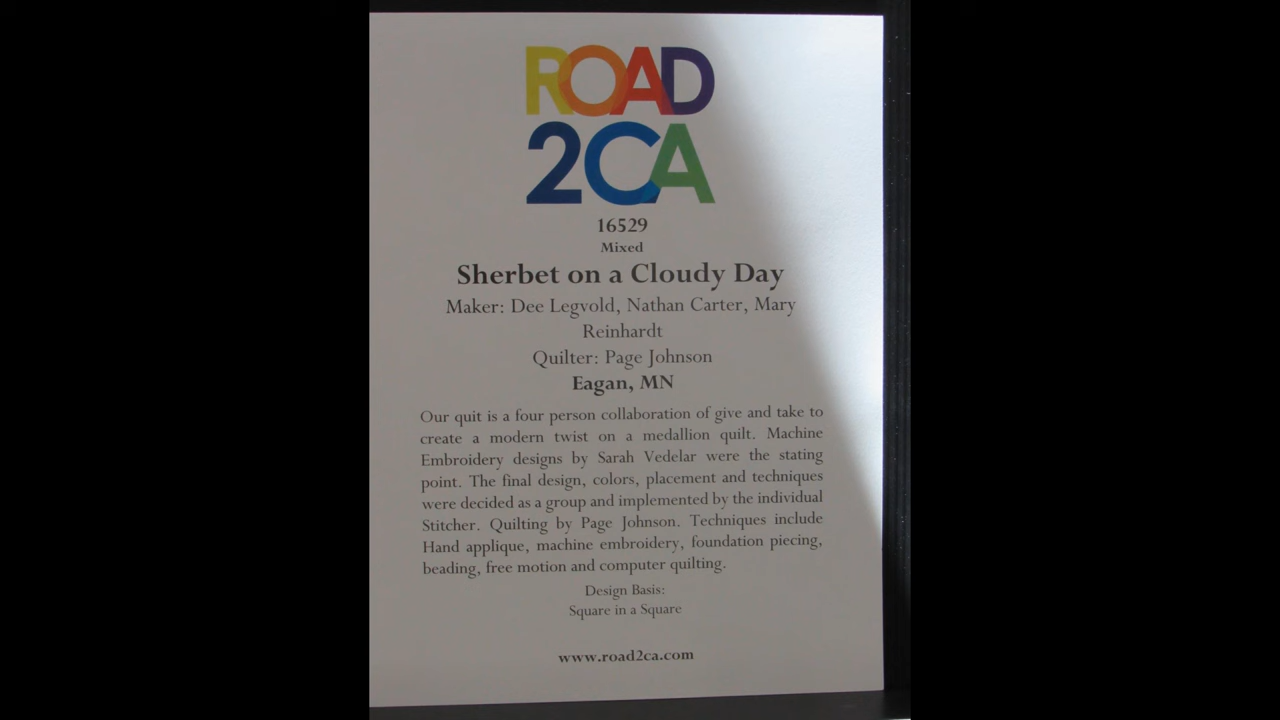 ROAD
2CA
16529
Mixed
Sherbet on a Cloudy Day
Maker: Dee Legvold, Nathan Carter, Mary
Reinhardt
Quilter: Page Johnson
Eagan, MN
Our quit is a four person collaboration of give and take to
create a modern twist on a medallion quilt. Machine
Embroidery designs by Sarah Vedelar were the stating
point. The final design, colors, placement and techniques
were decided as a group and implemented by the individual
Stitcher. Quilting by Page Johnson. Techniques include
Hand applique, machine embroidery, foundation piecing,
beading, free motion and computer quilting.
Design Basis:
Square in a Square
www.road2ca.com